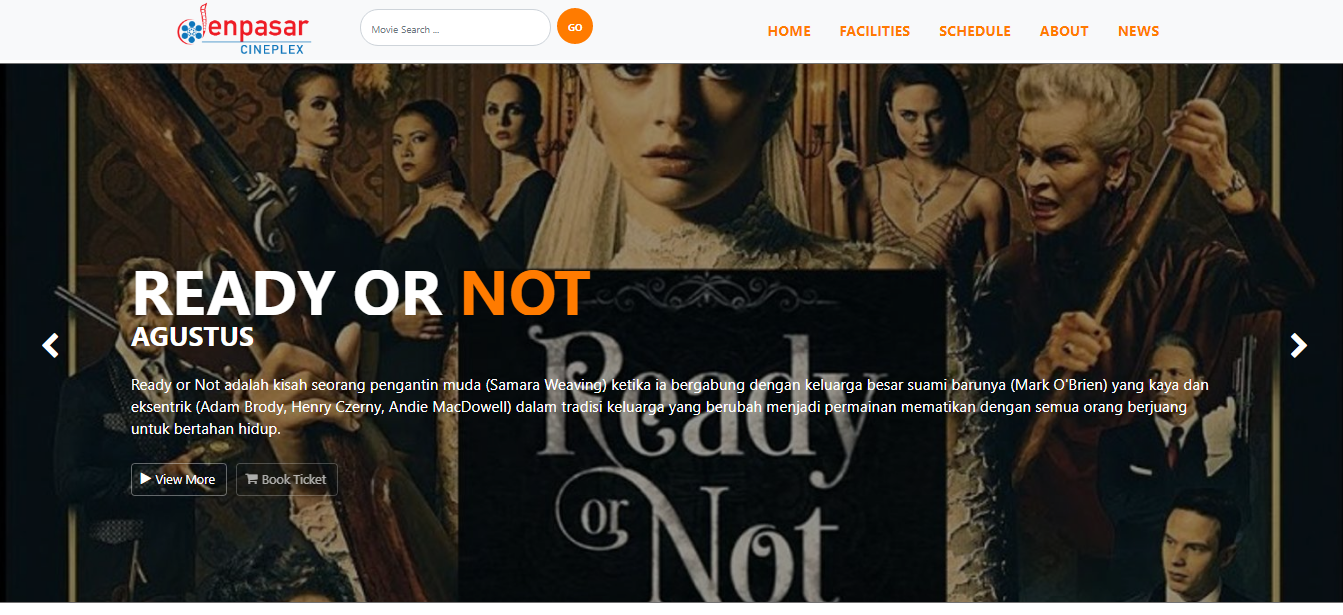 Denpasar
CINEPLEX
Movie Search ...
GO
HOME FACILITIES SCHEDULE ABOUT NEWS
READY OR NOT
AGUSTUS
Ready or Not adalah kisah seorang pengantin muda (Samara Weaving) ketika ia bergabung dengan keluarga besar suami barunya (Mark O'Brien) yang kaya dan
eksentrik (Adam Brody, Henry Czerny, Andie MacDowell) dalam tradisi keluarga yang berubah menjadi permainan mematikan dengan semua orang berjuang
untuk bertahan hidup.
View More Book Ticket
Ready
or Not